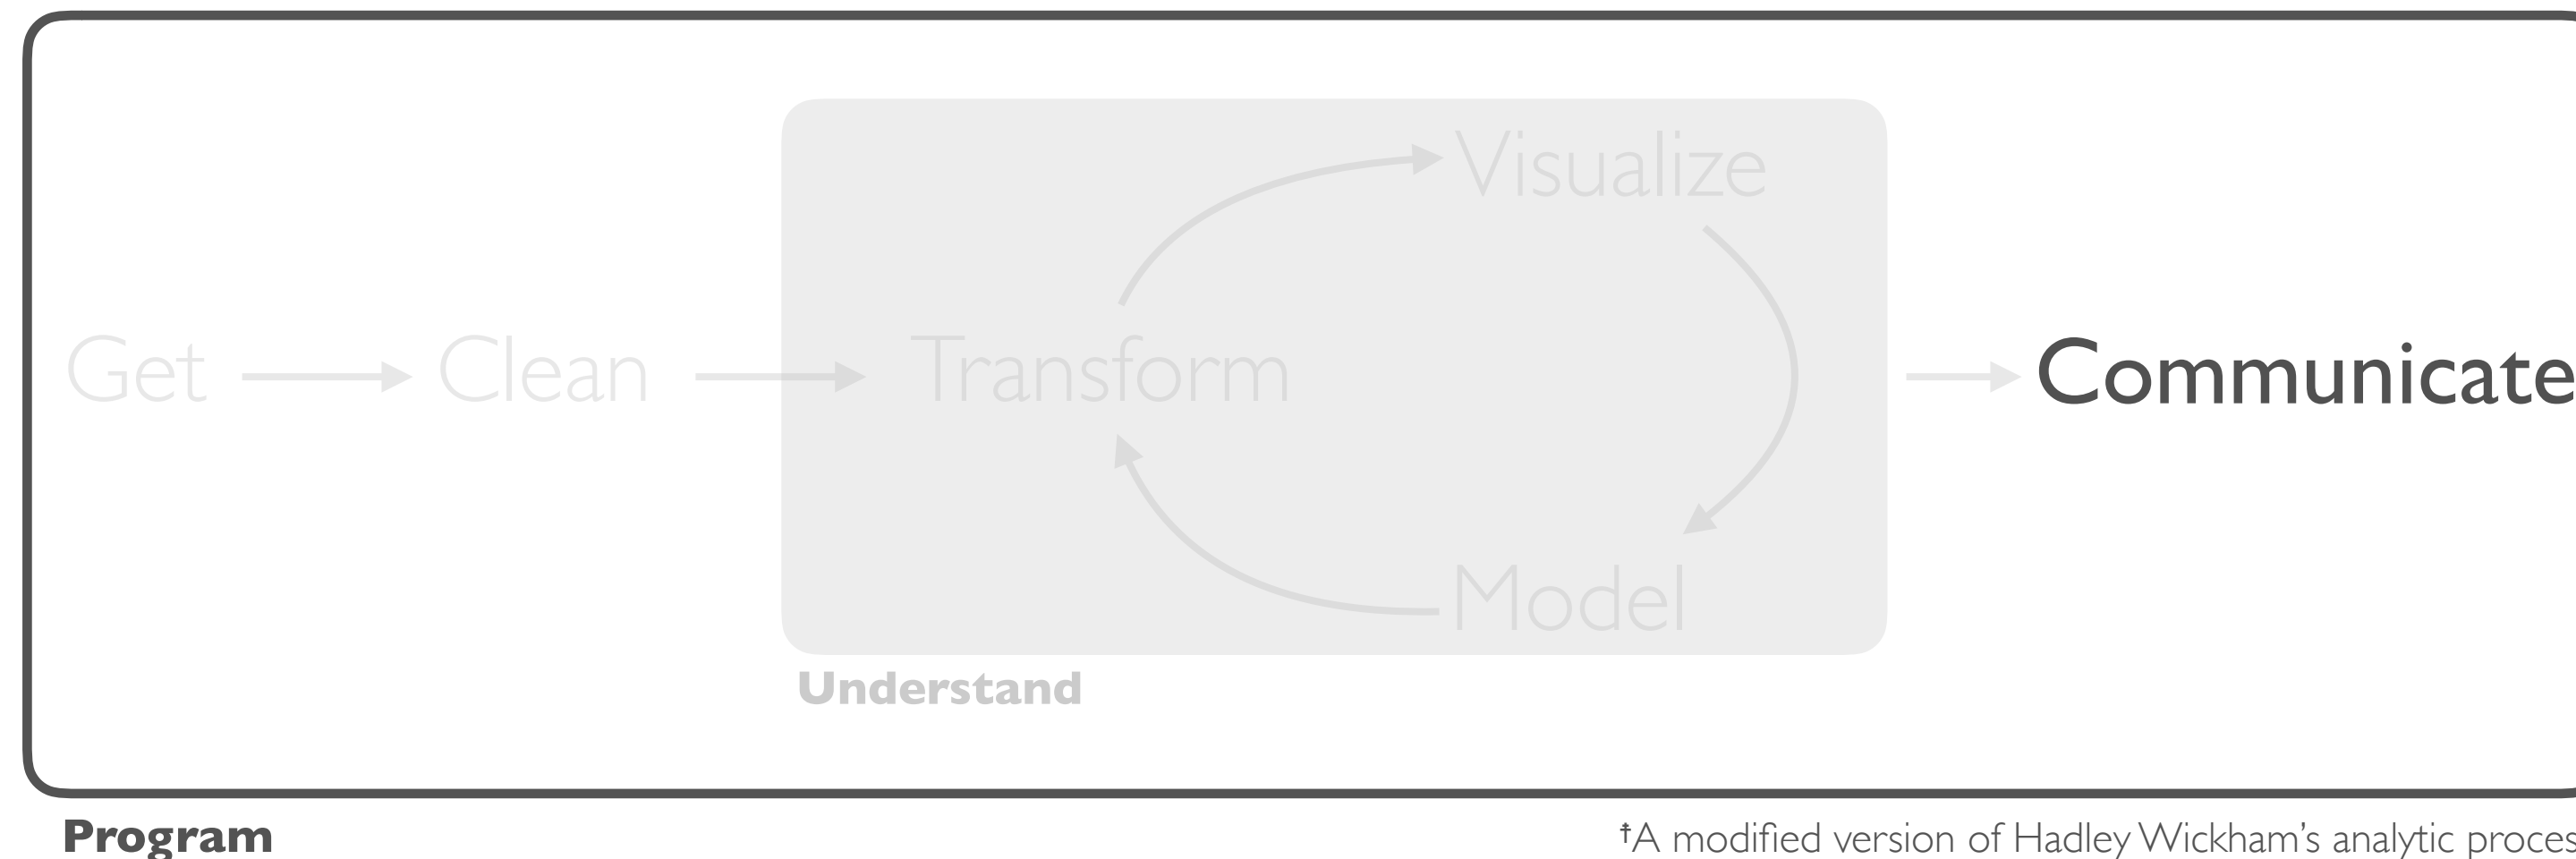 Visualize
Get
Clean
Transform
Communicate
Model
Understand
Program
†A modified version of Hadley Wickham's analytic proces